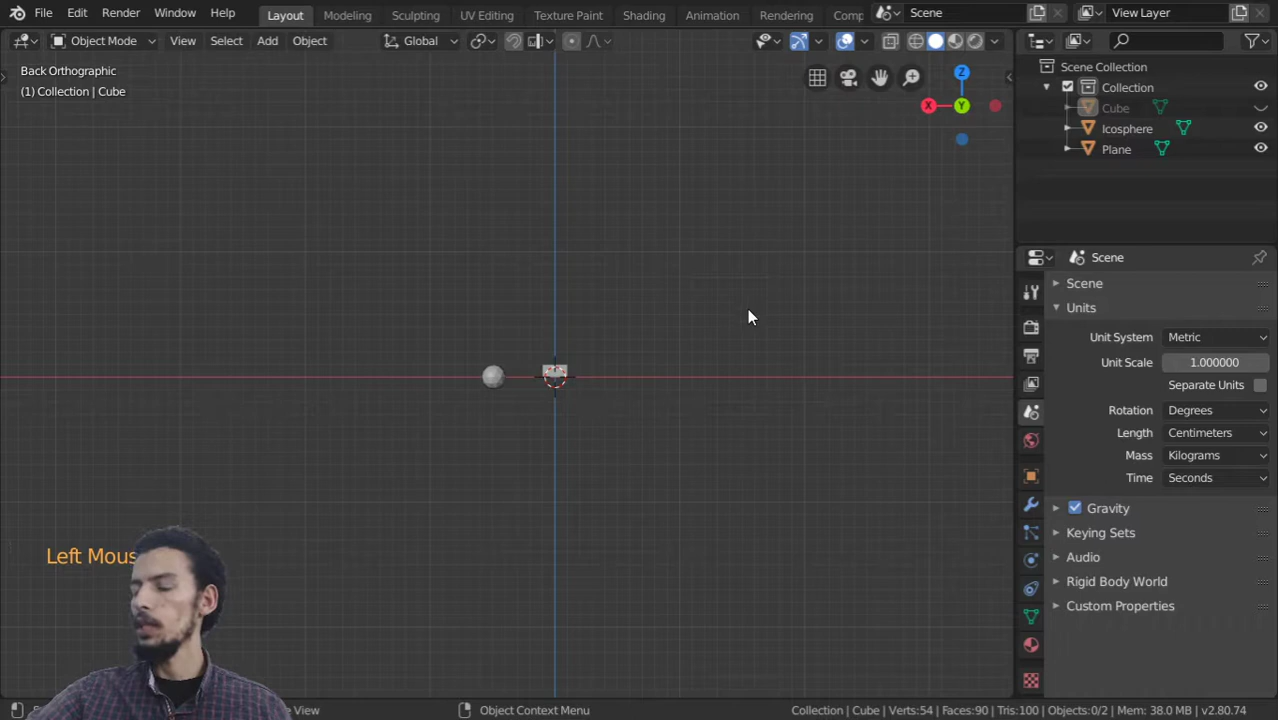 File Edit Render Window Help Layout Modeling Sculpting UV Editing Texture Paint Shading Animation Rendering Comp Scene View Layer
Object Mode View Select Add Object Global
Back Orthographic
(1) Collection | Cube
Z
X
Y
Scene Collection
Collection
Cube
Icosphere
Plane
Scene
Scene
Units
Unit System Metric
Unit Scale 1.000000
Separate Units
Rotation Degrees
Length Centimeters
Mass Kilograms
Time Seconds
Gravity
Keying Sets
Audio
Rigid Body World
Custom Properties
Left Mous
View Object Context Menu Collection | Cube | Verts:54 | Faces:90 | Tris:100 | Objects:0/2 | Mem: 38.0 MB | v2.80.74